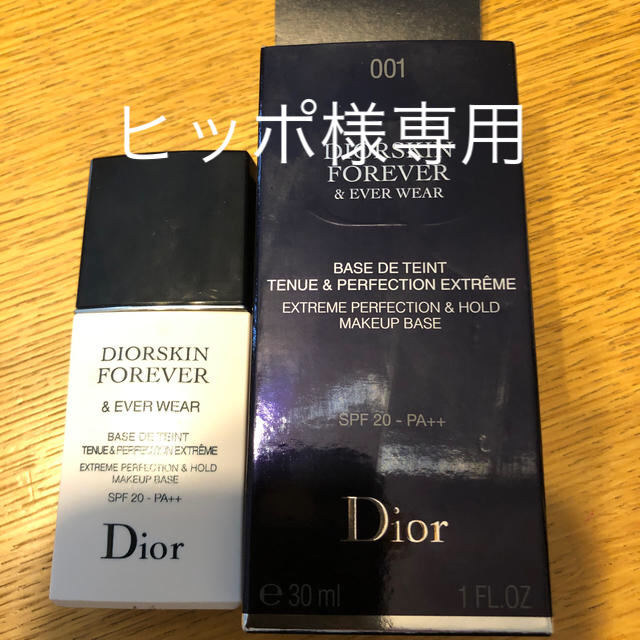 ヒッポ様専用
001
DIORSKIN
FOREVER
& EVER WEAR
BASE DE TEINT
TENUE & PERFECTION EXTRÊME
EXTREME PERFECTION & HOLD
MAKEUP BASE
SPF 20 - PA++
Dior
e 30 ml 1 FL.OZ
DIORSKIN
FOREVER
& EVER WEAR
BASE DE TEINT
TENUE & PERFECTION EXTRÊME
EXTREME PERFECTION & HOLD
MAKEUP BASE
SPF 20 - PA++
Dior